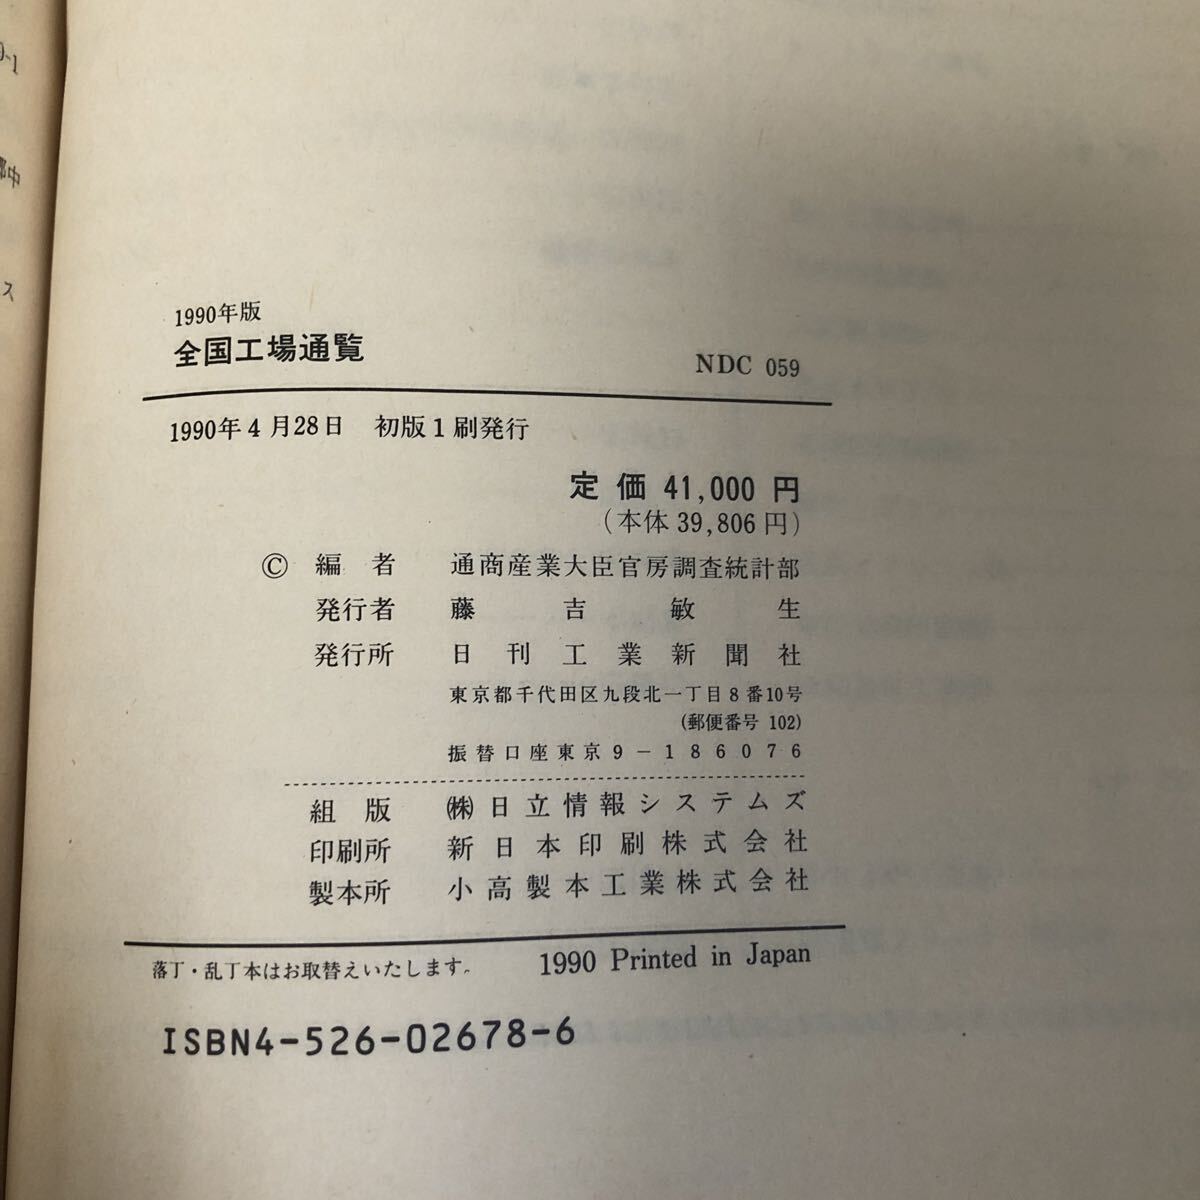 9-1
郷中
ス
1990年版
全国工場通覧
NDC 059
1990年4月28日 初版1刷発行
定価 41,000 円
(本体 39,806円)
© 編者 通商産業大臣官房調査統計部
発行者 藤吉敏生
発行所 日刊工業新聞社
東京都千代田区九段北一丁目8番10号
(郵便番号 102)
振替口座東京9-186076
組版 ㈱日立情報システムズ
印刷所 新日本印刷株式会社
製本所 小高製本工業株式会社
落丁・乱丁本はお取替えいたします。
1990 Printed in Japan
ISBN4-526-02678-6